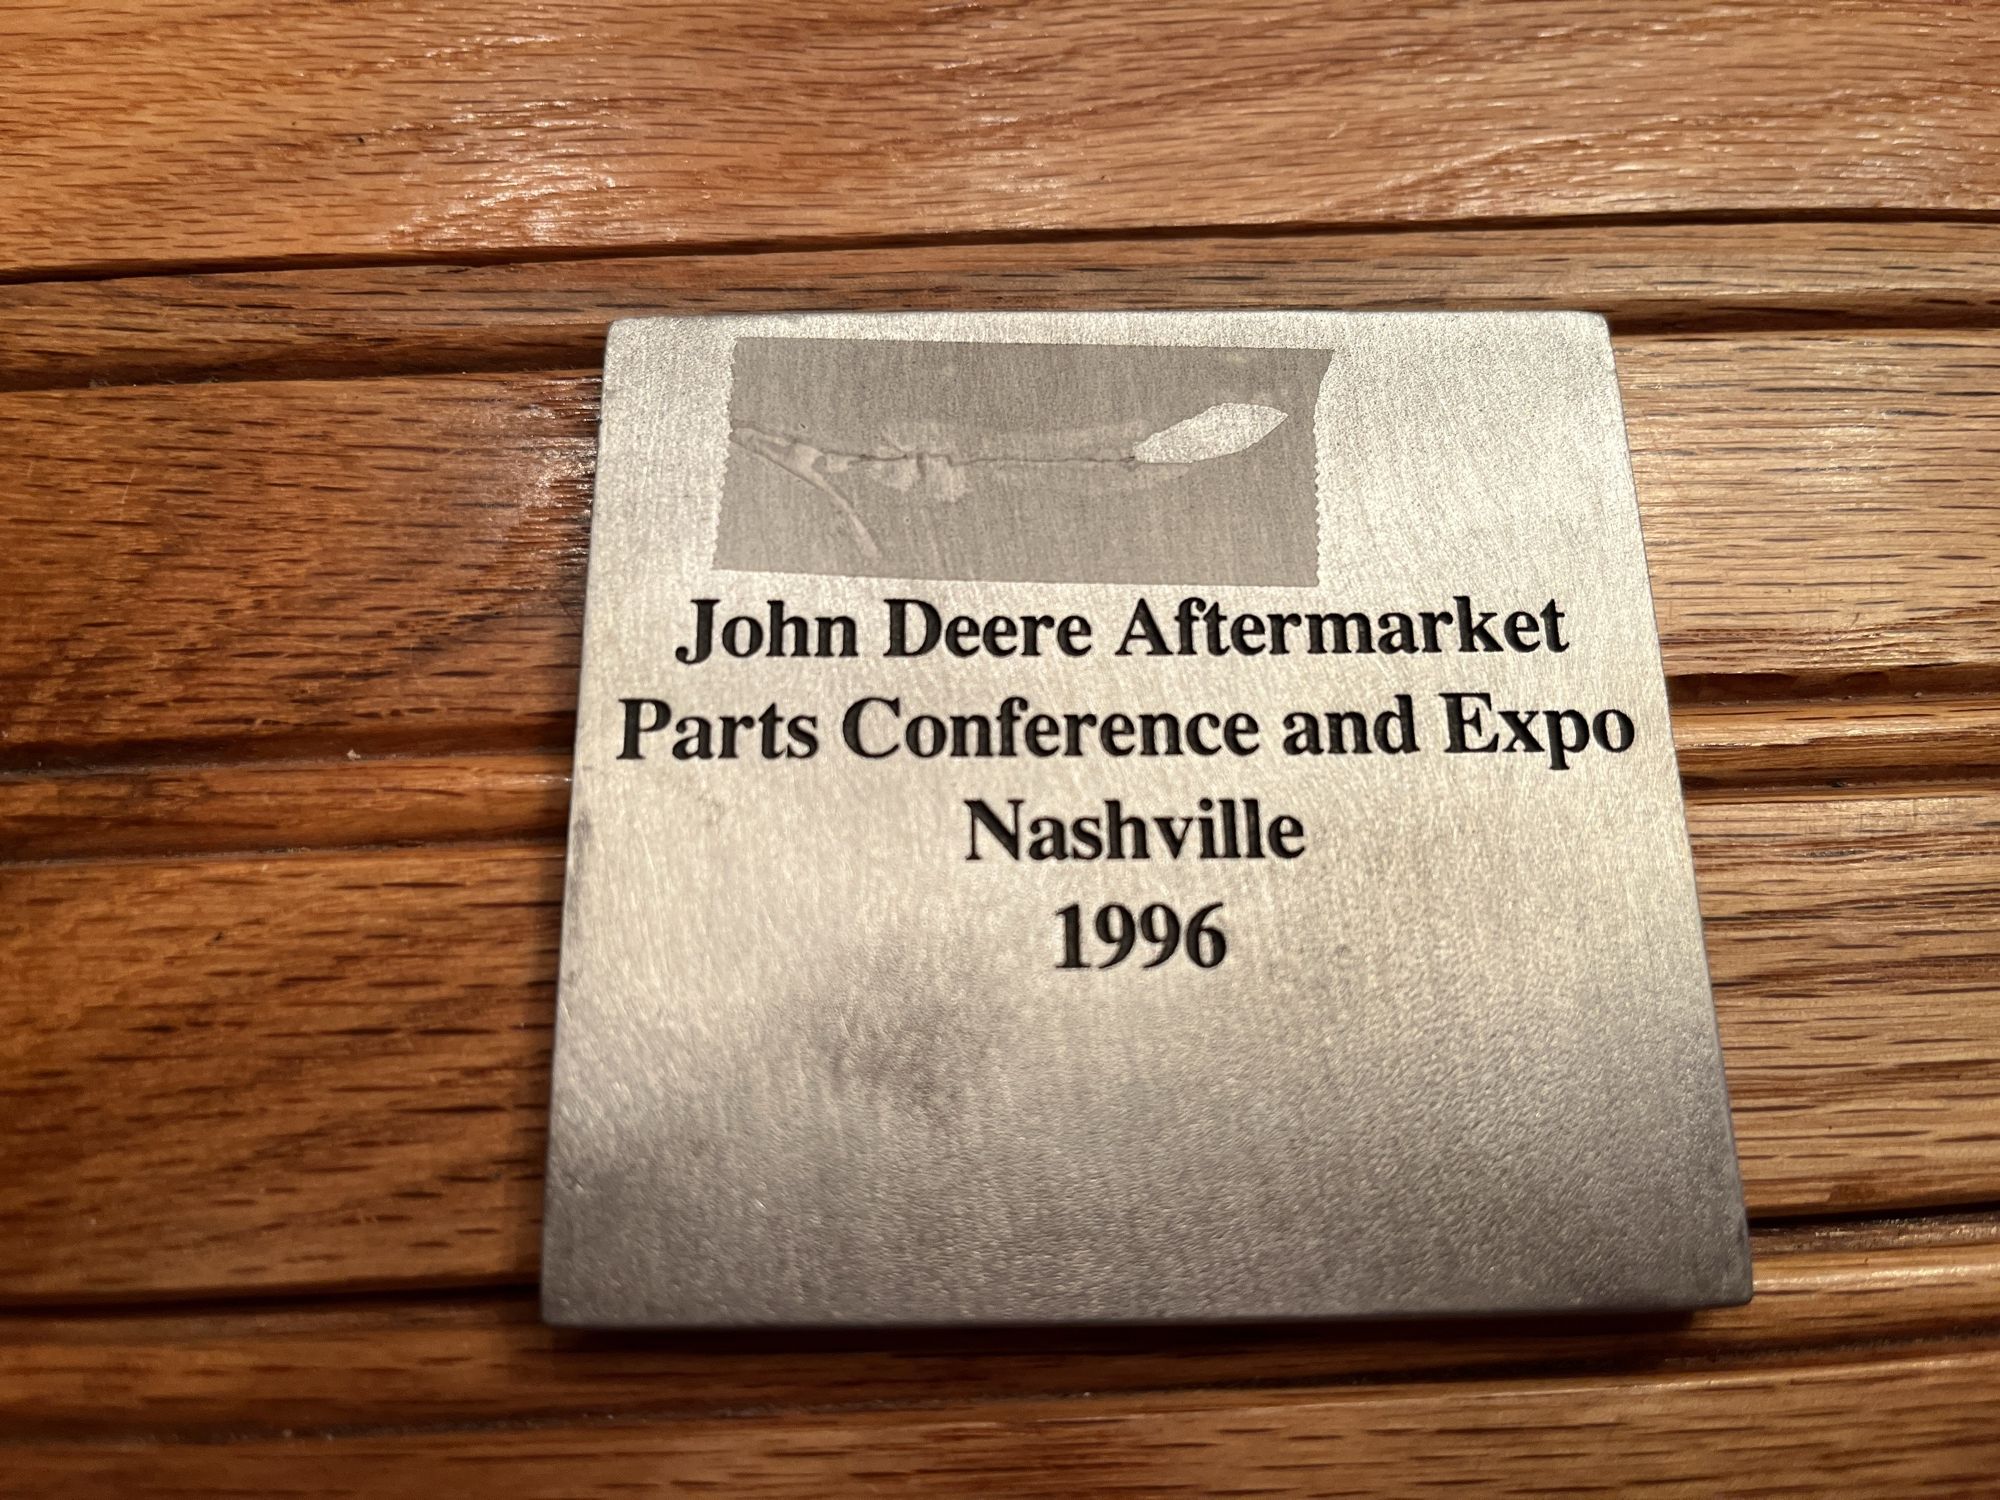 John Deere Aftermarket
Parts Conference and Expo
Nashville
1996